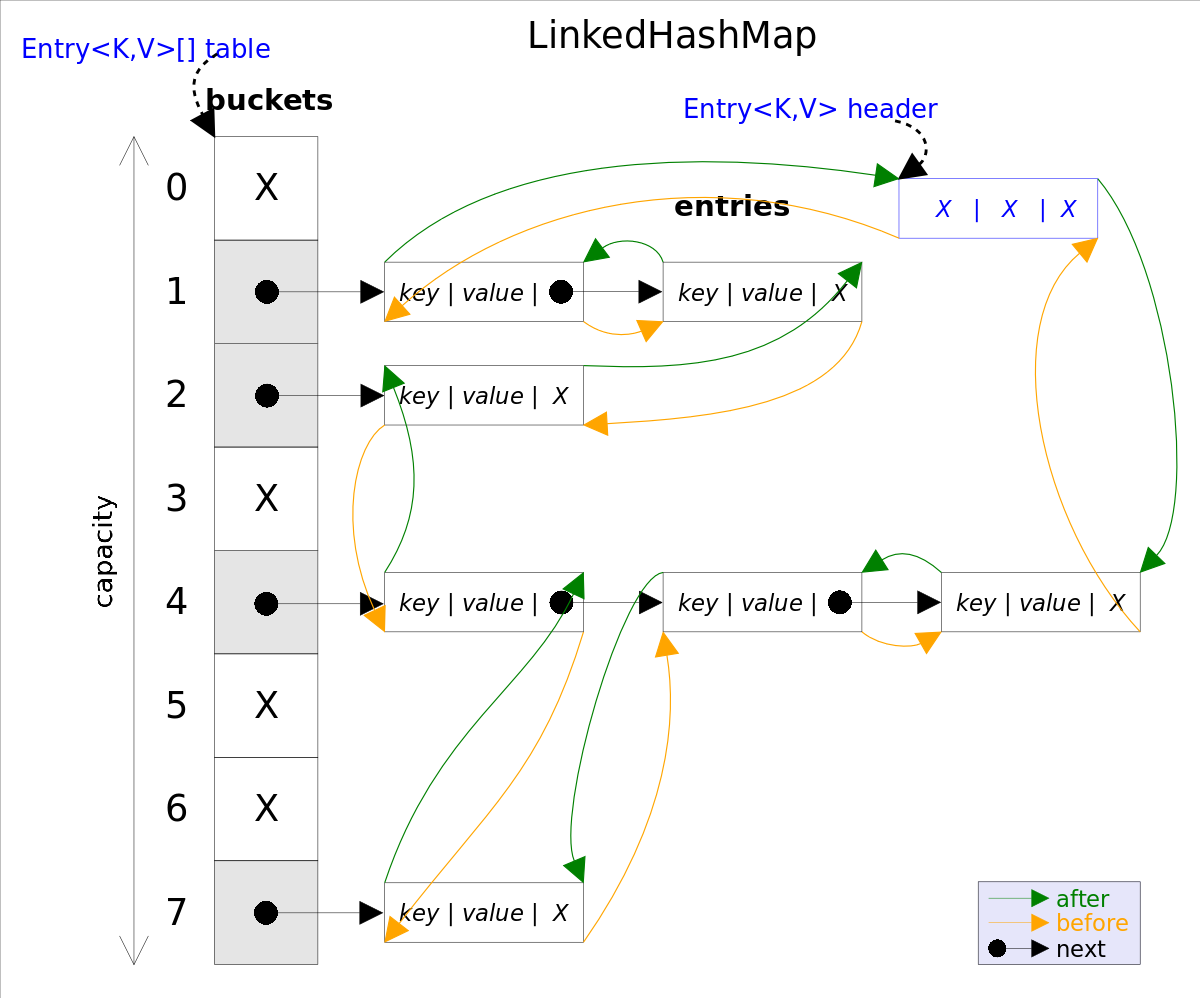 LinkedHashMap
Entry<K,V>[] table
buckets
Entry<K,V> header
entries
0 X
X | X | X
1 key | value | key | value | X
2 key | value | X
3 X
capacity
4 key | value | key | value | key | value | X
5 X
6 X
7 key | value | X
after
before
next